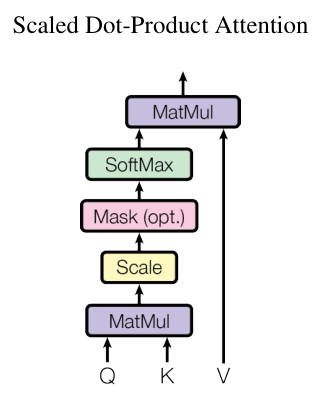 Scaled Dot-Product Attention
MatMul
SoftMax
Mask (opt.)
Scale
MatMul
Q K V